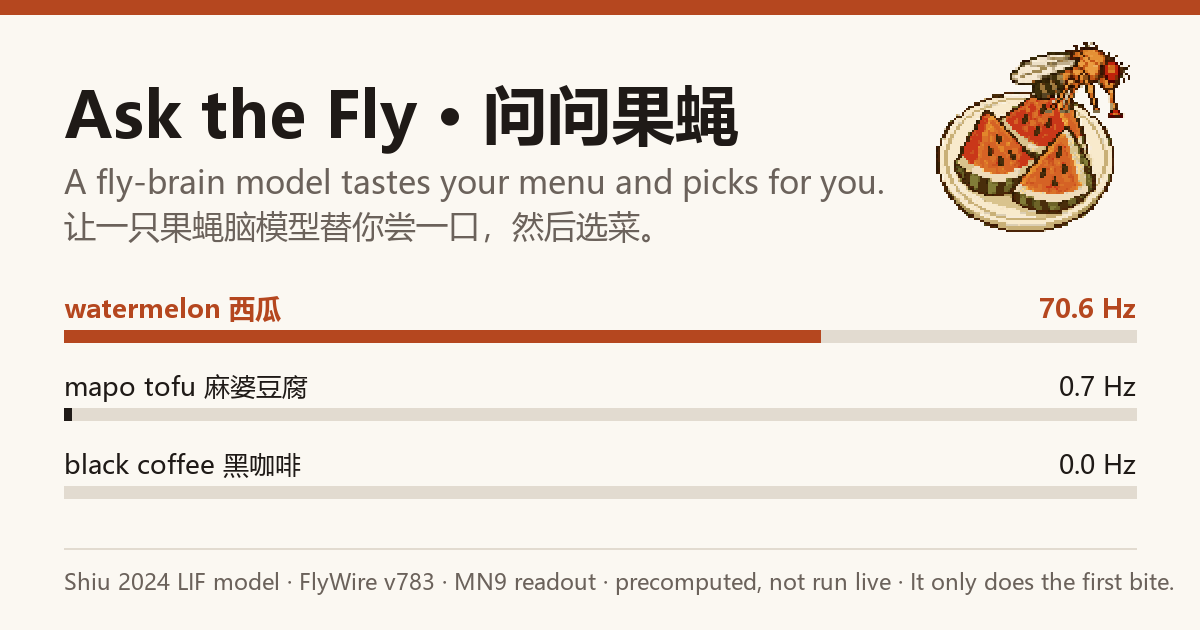 Ask the Fly • 问问果蝇
A fly-brain model tastes your menu and picks for you.
让一只果蝇脑模型替你尝一口，然后选菜。
watermelon 西瓜 70.6 Hz
mapo tofu 麻婆豆腐 0.7 Hz
black coffee 黑咖啡 0.0 Hz
Shiu 2024 LIF model · FlyWire v783 · MN9 readout · precomputed, not run live · It only does the first bite.